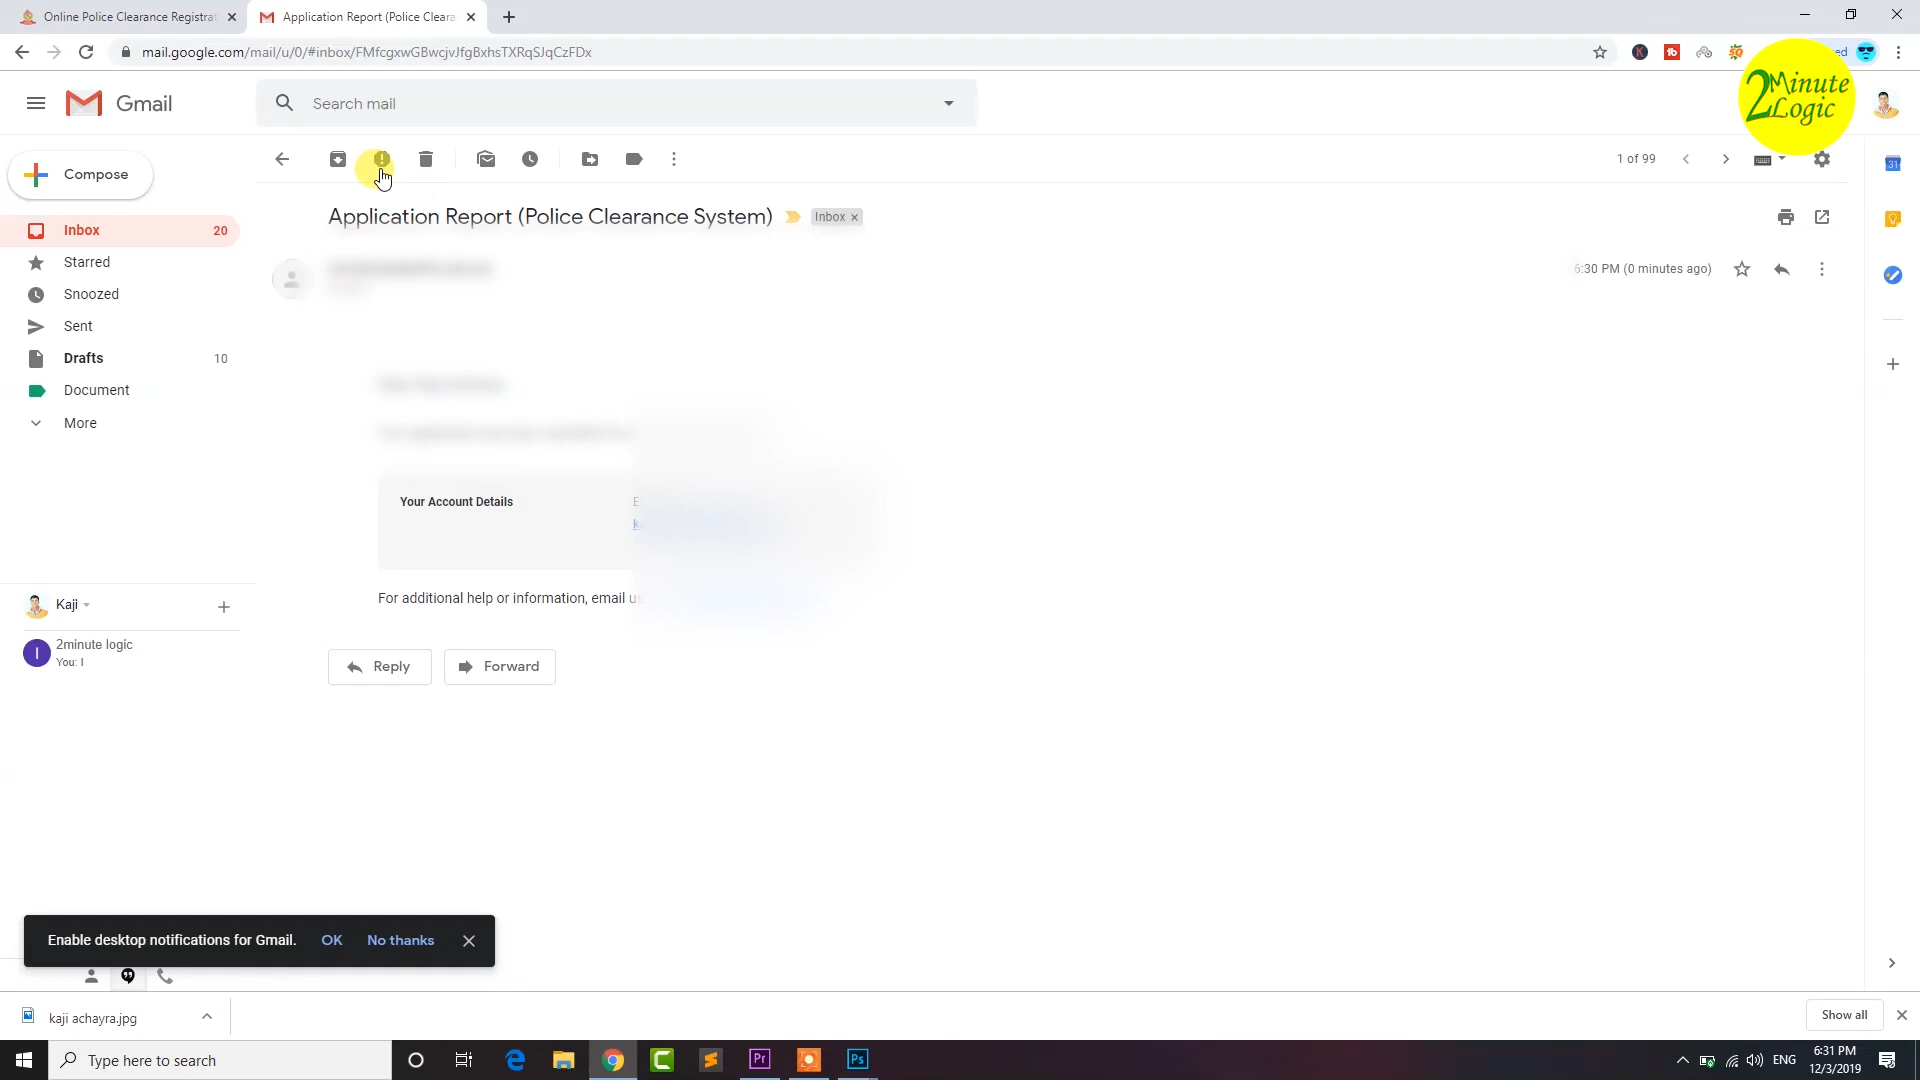 Online Police Clearance Registrat
Application Report (Police Cleara
mail.google.com/mail/u/0/#inbox/FMfcgxwGBwcjvJfgBxhsTXRqSJqCzFDx
2Minute
Logic
Gmail
Search mail
Compose
1 of 99
Application Report (Police Clearance System)
Inbox
Inbox 20
Starred
Snoozed
Sent
Drafts 10
Document
More
6:30 PM (0 minutes ago)
Your Account Details
For additional help or information, email us
Reply
Forward
Kaji
2minute logic
You: I
Enable desktop notifications for Gmail. OK No thanks
kaji achayra.jpg
Show all
Type here to search
ENG
6:31 PM
12/3/2019